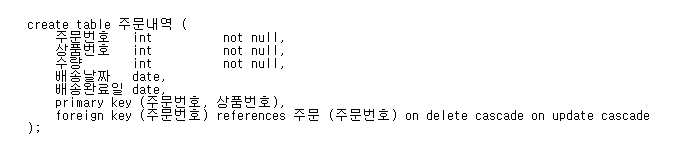 create table 주문내역 (
주문번호 int not null,
상품번호 int not null,
수량 int not null,
배송날짜 date,
배송완료일 date,
primary key (주문번호, 상품번호),
foreign key (주문번호) references 주문 (주문번호) on delete cascade on update cascade
);